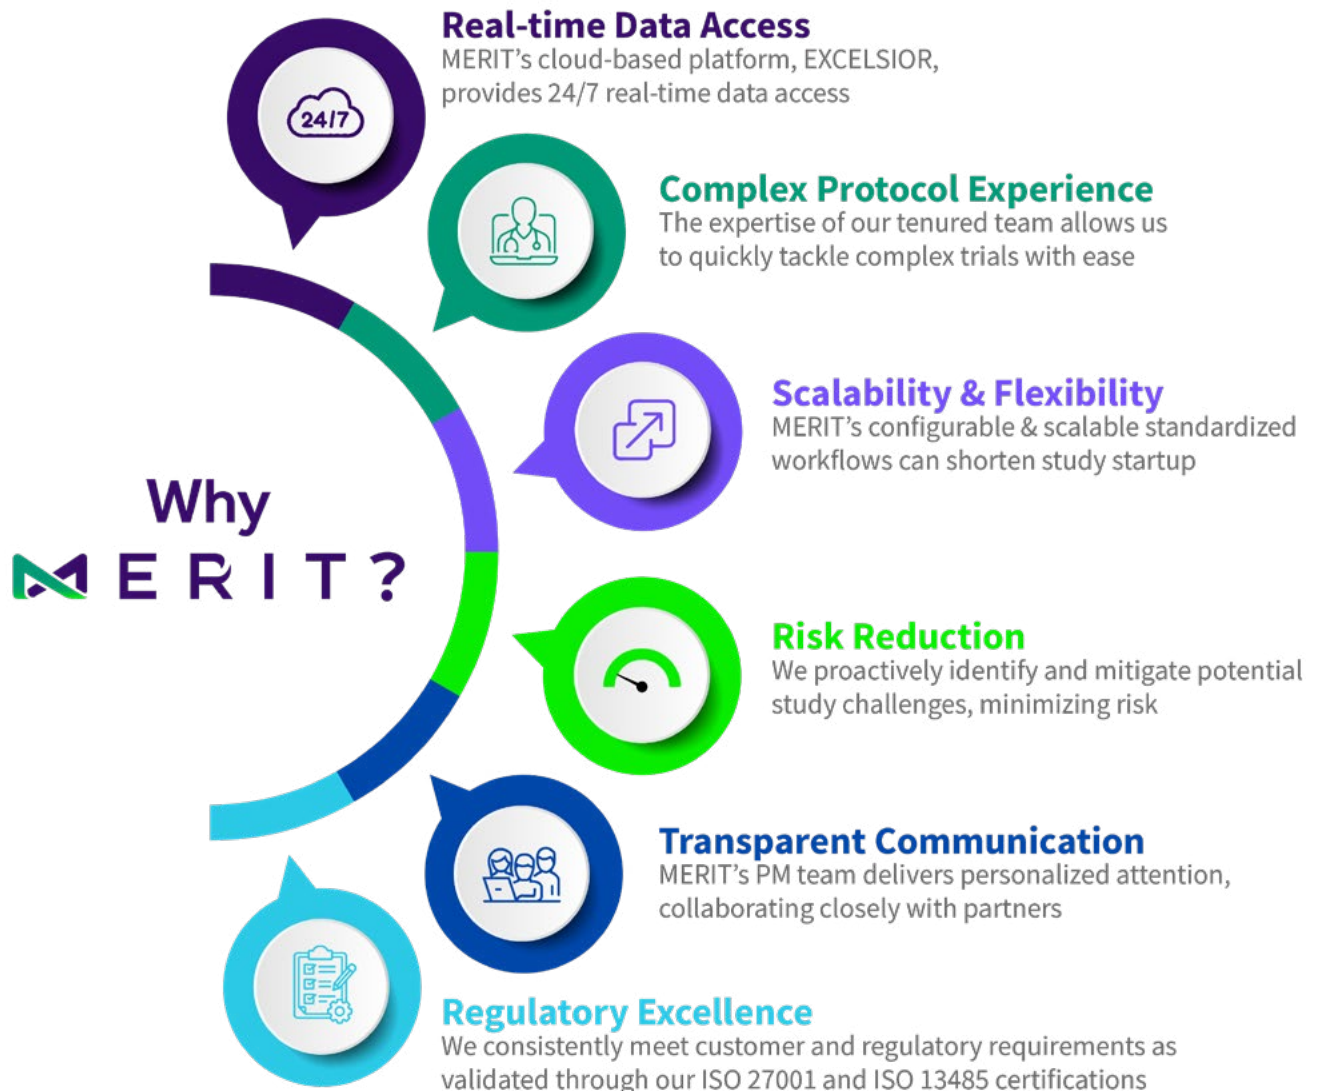 Real-time Data Access
MERIT’s cloud-based platform, EXCELSIOR,
provides 24/7 real-time data access
24/7
Complex Protocol Experience
The expertise of our tenured team allows us
to quickly tackle complex trials with ease
Scalability & Flexibility
MERIT’s configurable & scalable standardized
workflows can shorten study startup
Why
MERIT?
Risk Reduction
We proactively identify and mitigate potential
study challenges, minimizing risk
Transparent Communication
MERIT’s PM team delivers personalized attention,
collaborating closely with partners
Regulatory Excellence
We consistently meet customer and regulatory requirements as
validated through our ISO 27001 and ISO 13485 certifications